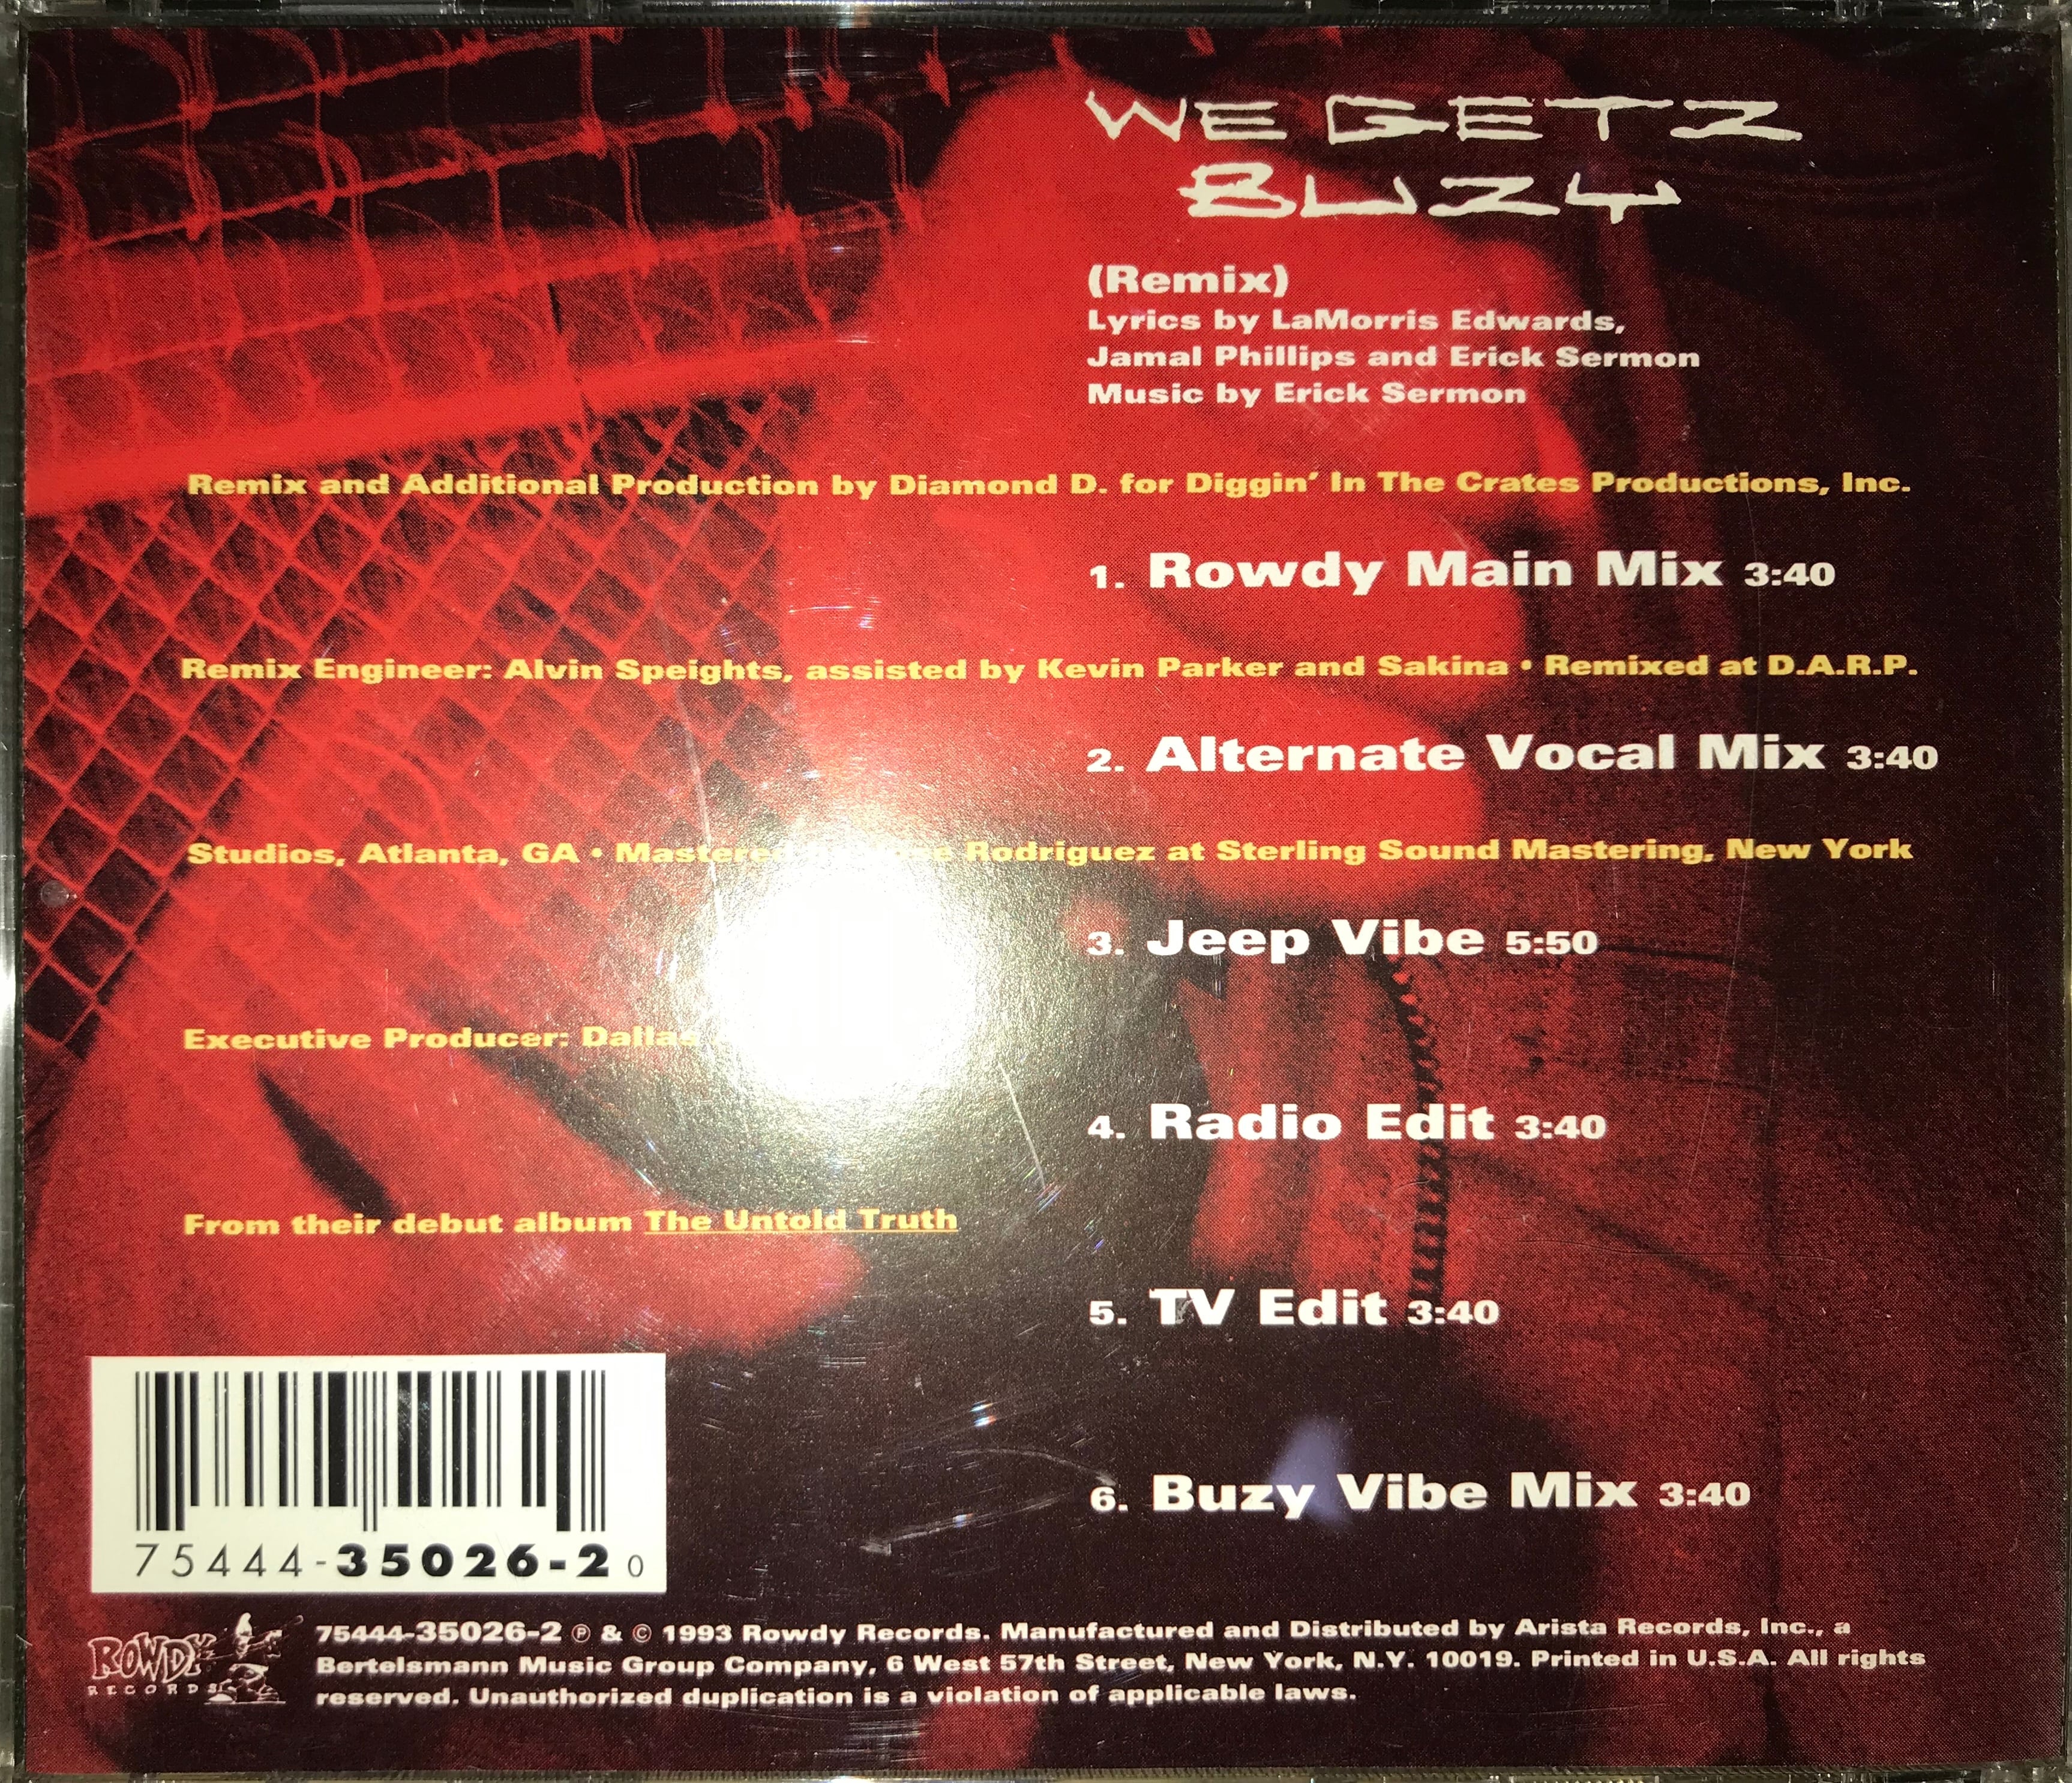 WE GETZ
BUZY
(Remix)
Lyrics by LaMorris Edwards,
Jamal Phillips and Erick Sermon
Music by Erick Sermon
Remix and Additional Production by Diamond D. for Diggin' In The Crates Productions, Inc.
1. Rowdy Main Mix 3:40
Remix Engineer: Alvin Speights, assisted by Kevin Parker and Sakina • Remixed at D.A.R.P.
2. Alternate Vocal Mix 3:40
Studios, Atlanta, GA • Mastered Rodriguez at Sterling Sound Mastering, New York
3. Jeep Vibe 5:50
Executive Producer: Dallas
4. Radio Edit 3:40
From their debut album The Untold Truth
5. TV Edit 3:40
6. Buzy Vibe Mix 3:40
75444-35026-2 0
ROWDY
RECORDS
75444-35026-2 ℗ & © 1993 Rowdy Records. Manufactured and Distributed by Arista Records, Inc., a
Bertelsmann Music Group Company, 6 West 57th Street, New York, N.Y. 10019. Printed in U.S.A. All rights
reserved. Unauthorized duplication is a violation of applicable laws.